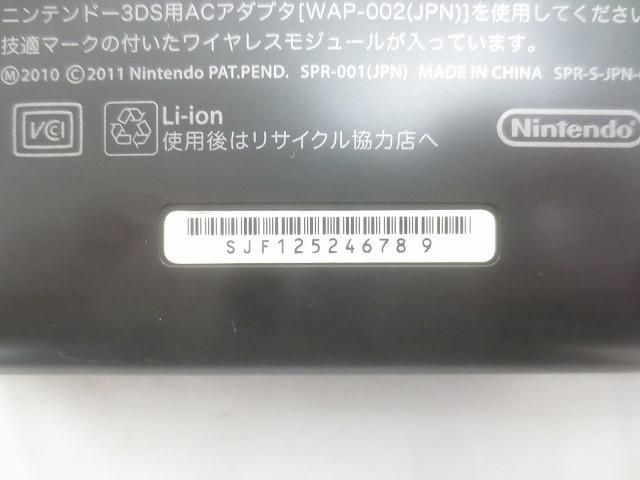 ニンテンドー3DS用ACアダプタ[WAP-002(JPN)]を使用してくださ
技適マークの付いたワイヤレスモジュールが入っています。
Ⓜ2010 Ⓒ2011 Nintendo PAT.PEND. SPR-001(JPN) MADE IN CHINA SPR-S-JPN-
VCI
Li-ion
使用後はリサイクル協力店へ
Nintendo
SJF12524678 9